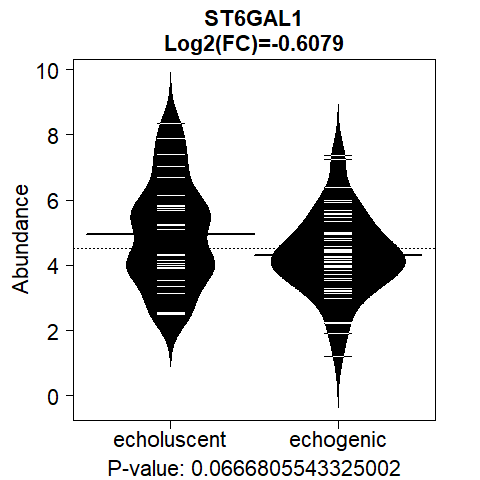 ST6GAL1
Log2(FC)=-0.6079
Abundance
10
8
6
4
2
0
echoluscent echogenic
P-value: 0.0666805543325002